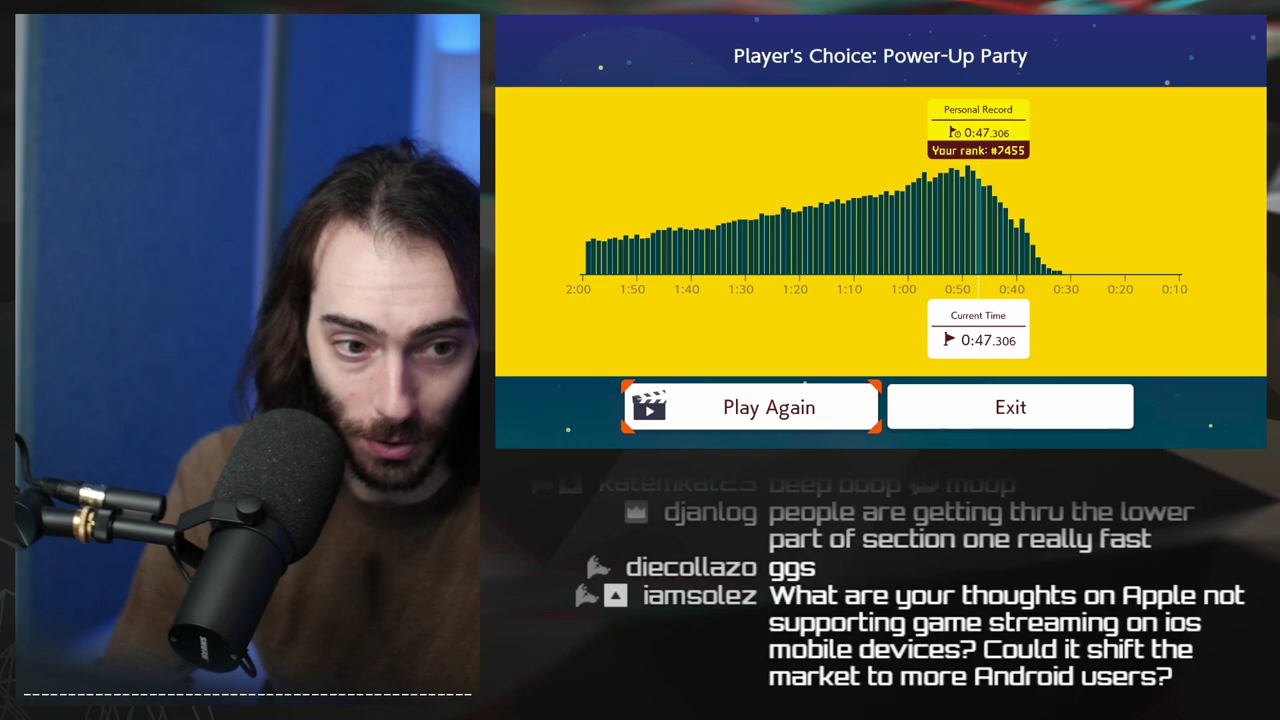 Player's Choice: Power-Up Party
Personal Record
0:47.306
Your rank: #7455
2:00 1:50 1:40 1:30 1:20 1:10 1:00 0:50 0:40 0:30 0:20 0:10
Current Time
0:47.306
Play Again
Exit
katemkat23 beep boop moop
djanlog people are getting thru the lower
part of section one really fast
diecollazo ggs
iamsolez What are your thoughts on Apple not
supporting game streaming on ios
mobile devices? Could it shift the
market to more Android users?